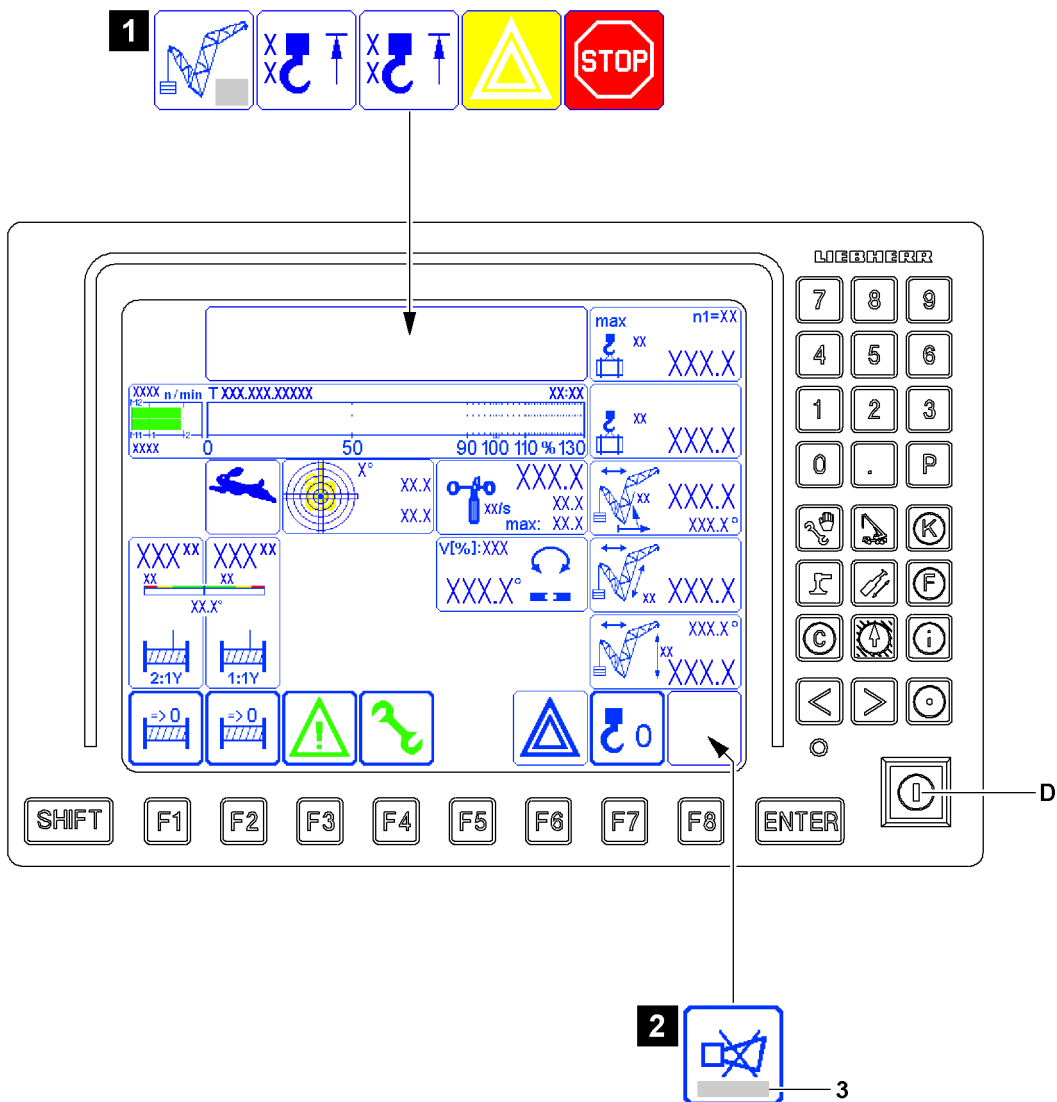 1
X
X
X
X
STOP
LIEBHERR
max
n1=XX
XX
XXX.X
XXXX n/min
T XXX.XXX.XXXXX
XX:XX
M2
M1
1
2
XXXX
0
50
90 100 110 % 130
XX
XXX.X
X°
XX.X
XX.X
XXX.X
XX/s
XX.X
max: XX.X
XX
XXX.X
XXX.X°
XXX XX
XXX XX
XX
XX
XX.X°
2:1Y
1:1Y
V[%]:XXX
XXX.X°
XX
XXX.X
XXX.X°
XX
XXX.X
=> 0
=> 0
!
0
7
8
9
4
5
6
1
2
3
0
.
P
K
F
C
i
<
>
D
SHIFT
F1
F2
F3
F4
F5
F6
F7
F8
ENTER
2
3